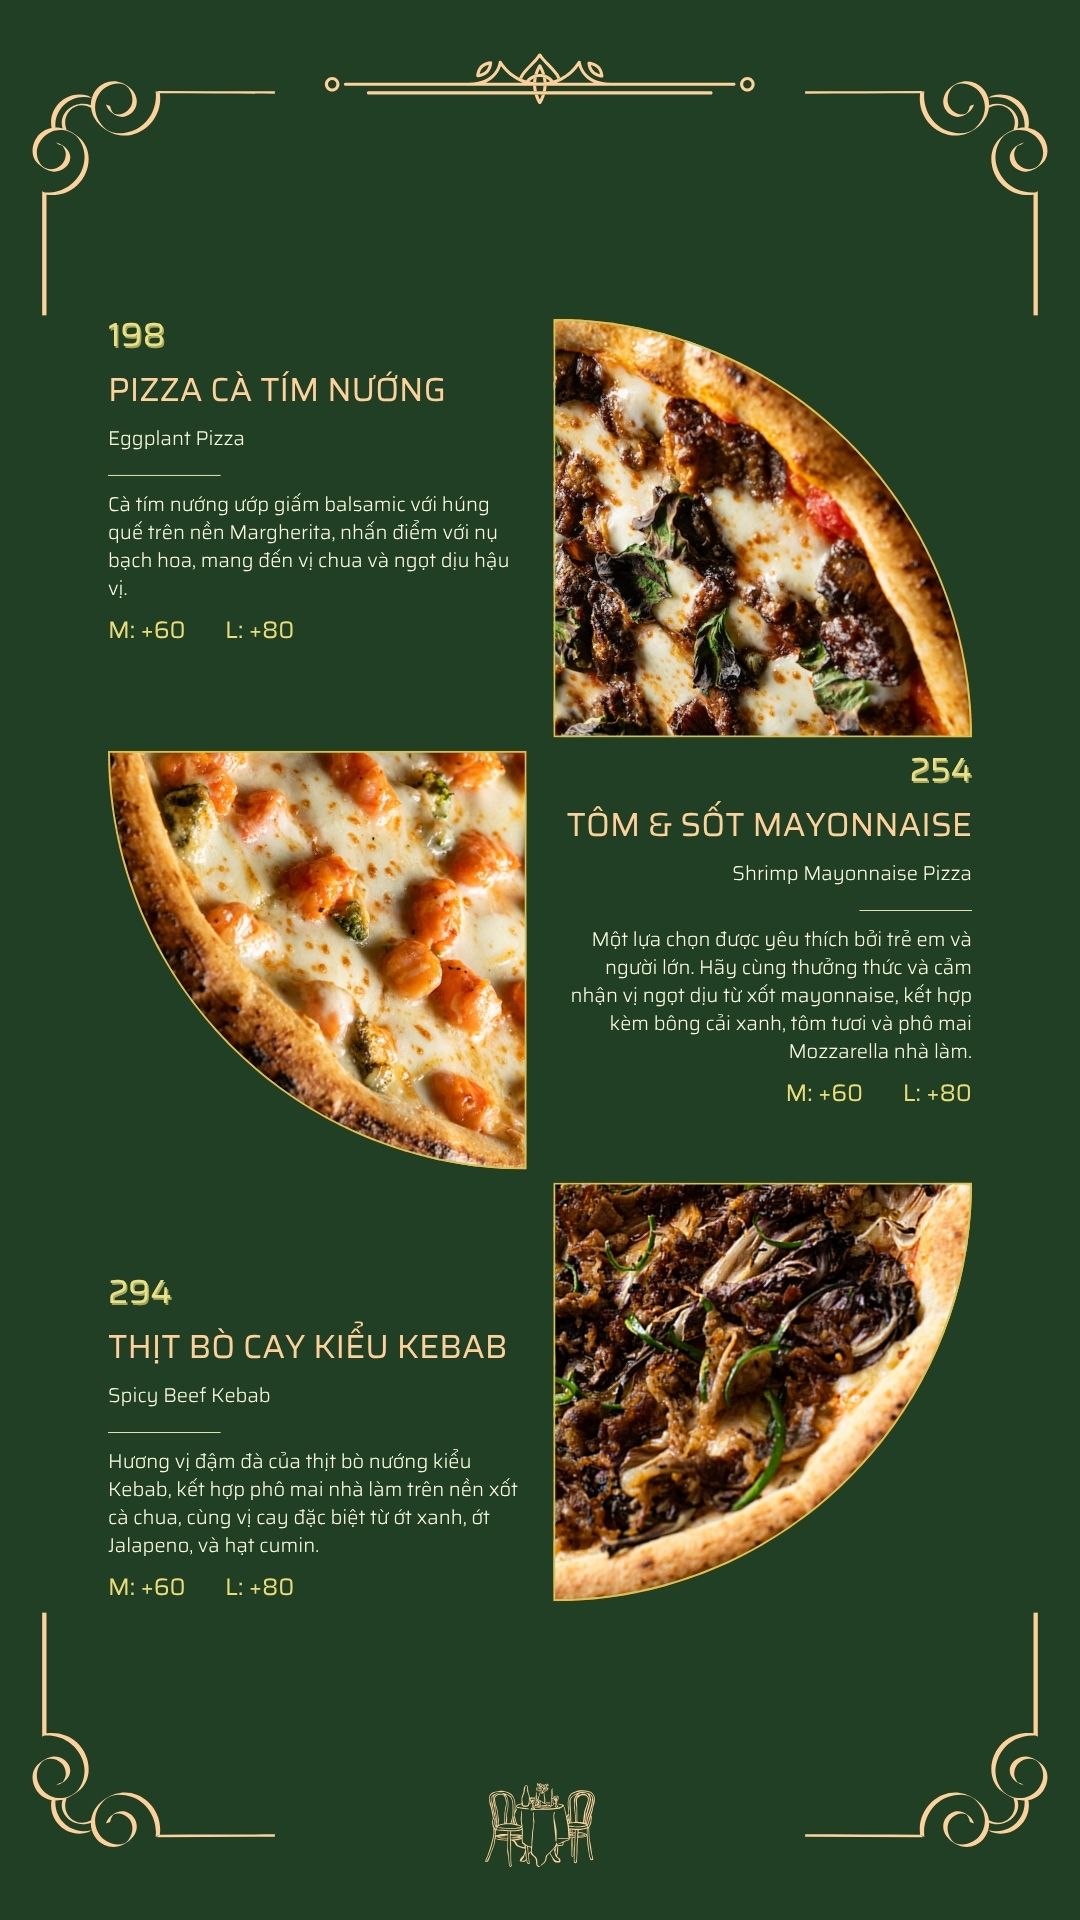 198
PIZZA CÀ TÍM NƯỚNG
Eggplant Pizza
Cà tím nướng ướp giấm balsamic với húng
quế trên nền Margherita, nhấn điểm với nụ
bạch hoa, mang đến vị chua và ngọt dịu hậu
vị.
M: +60 L: +80
254
TÔM & SỐT MAYONNAISE
Shrimp Mayonnaise Pizza
Một lựa chọn được yêu thích bởi trẻ em và
người lớn. Hãy cùng thưởng thức và cảm
nhận vị ngọt dịu từ xốt mayonnaise, kết hợp
kèm bông cải xanh, tôm tươi và phô mai
Mozzarella nhà làm.
M: +60 L: +80
294
THỊT BÒ CAY KIỂU KEBAB
Spicy Beef Kebab
Hương vị đậm đà của thịt bò nướng kiểu
Kebab, kết hợp phô mai nhà làm trên nền xốt
cà chua, cùng vị cay đặc biệt từ ớt xanh, ớt
Jalapeno, và hạt cumin.
M: +60 L: +80